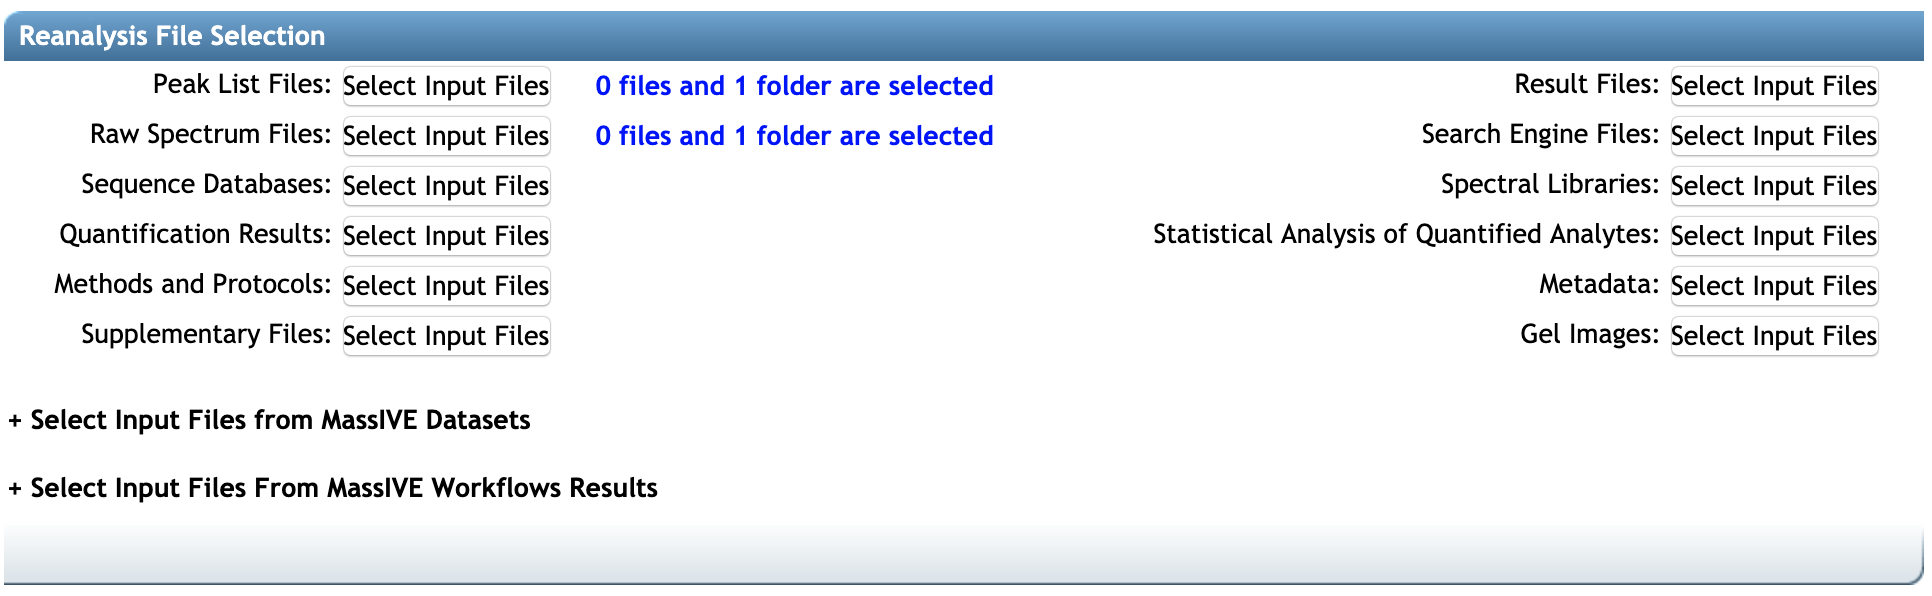 Reanalysis File Selection
Peak List Files: Select Input Files 0 files and 1 folder are selected Result Files: Select Input Files
Raw Spectrum Files: Select Input Files 0 files and 1 folder are selected Search Engine Files: Select Input Files
Sequence Databases: Select Input Files Spectral Libraries: Select Input Files
Quantification Results: Select Input Files Statistical Analysis of Quantified Analytes: Select Input Files
Methods and Protocols: Select Input Files Metadata: Select Input Files
Supplementary Files: Select Input Files Gel Images: Select Input Files
+ Select Input Files from MassIVE Datasets
+ Select Input Files From MassIVE Workflows Results